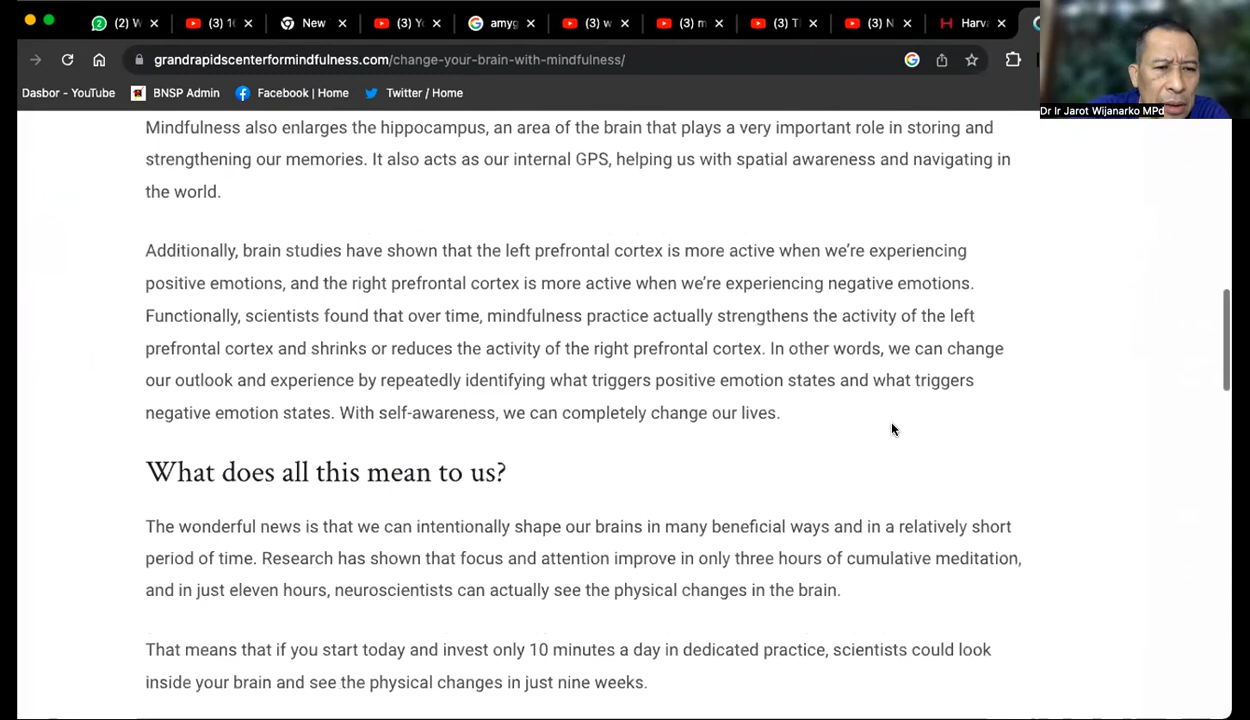 (2) W
(3) 1
New
(3) Y
amyg
(3) w
(3) m
(3) T
(3) N
Harv
grandrapidscenterformindfulness.com/change-your-brain-with-mindfulness/
Dasbor - YouTube
BNSP Admin
Facebook | Home
Twitter / Home
Dr Ir Jarot Wijanarko MPd
Mindfulness also enlarges the hippocampus, an area of the brain that plays a very important role in storing and
strengthening our memories. It also acts as our internal GPS, helping us with spatial awareness and navigating in
the world.
Additionally, brain studies have shown that the left prefrontal cortex is more active when we’re experiencing
positive emotions, and the right prefrontal cortex is more active when we’re experiencing negative emotions.
Functionally, scientists found that over time, mindfulness practice actually strengthens the activity of the left
prefrontal cortex and shrinks or reduces the activity of the right prefrontal cortex. In other words, we can change
our outlook and experience by repeatedly identifying what triggers positive emotion states and what triggers
negative emotion states. With self-awareness, we can completely change our lives.
What does all this mean to us?
The wonderful news is that we can intentionally shape our brains in many beneficial ways and in a relatively short
period of time. Research has shown that focus and attention improve in only three hours of cumulative meditation,
and in just eleven hours, neuroscientists can actually see the physical changes in the brain.
That means that if you start today and invest only 10 minutes a day in dedicated practice, scientists could look
inside your brain and see the physical changes in just nine weeks.